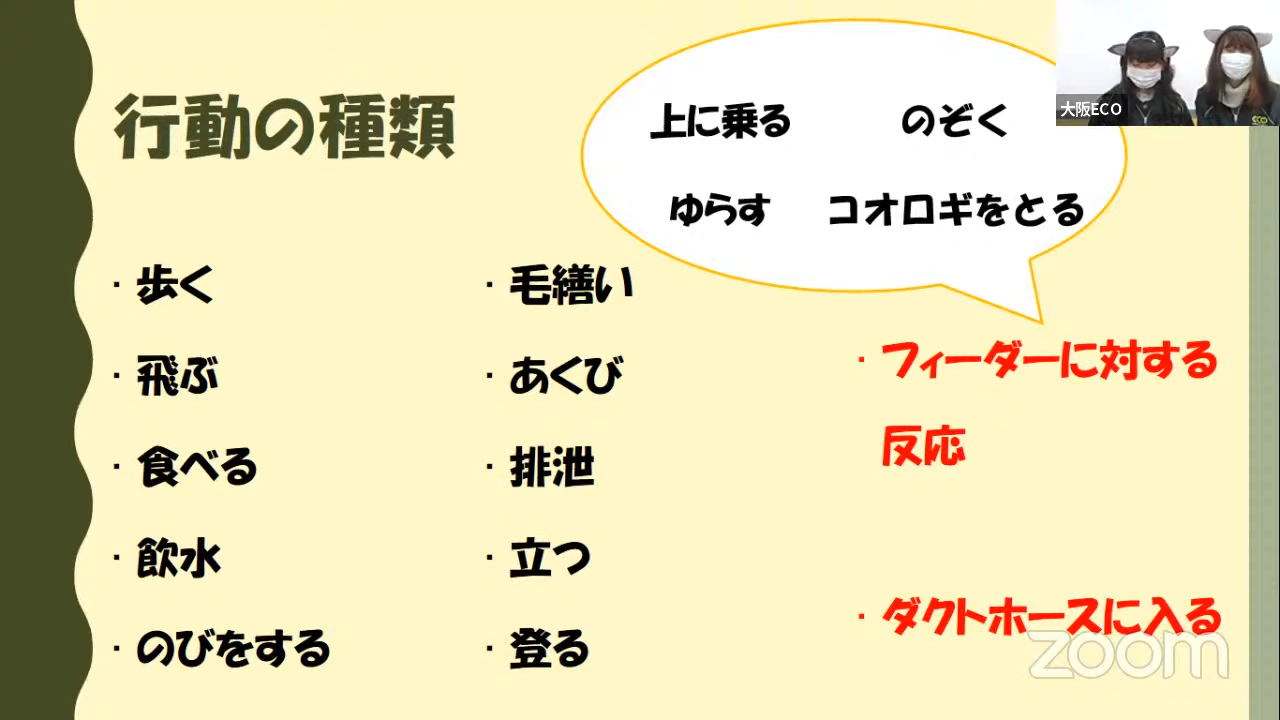 行動の種類
上に乗る のぞく
ゆらす コオロギをとる
大阪ECO
ECO
・歩く
・飛ぶ
・食べる
・飲水
・のびをする
・毛繕い
・あくび
・排泄
・立つ
・登る
・フィーダーに対する
反応
・ダクトホースに入る
zoom